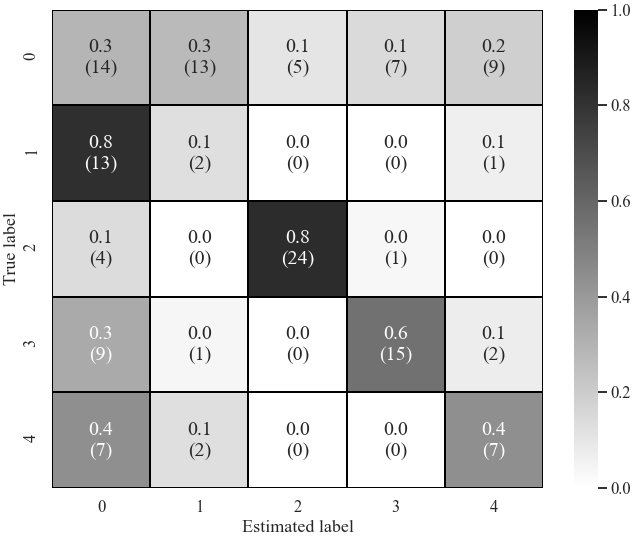 1.0
0.3 0.3 0.1 0.1 0.2
0 (14) (13) (5) (7) (9)
0.8
0.8 0.1 0.0 0.0 0.1
1 (13) (2) (0) (0) (1)
0.6
True label
0.1 0.0 0.8 0.0 0.0
2 (4) (0) (24) (1) (0)
0.4
0.3 0.0 0.0 0.6 0.1
3 (9) (1) (0) (15) (2)
0.2
0.4 0.1 0.0 0.0 0.4
4 (7) (2) (0) (0) (7)
0.0
0 1 2 3 4
Estimated label